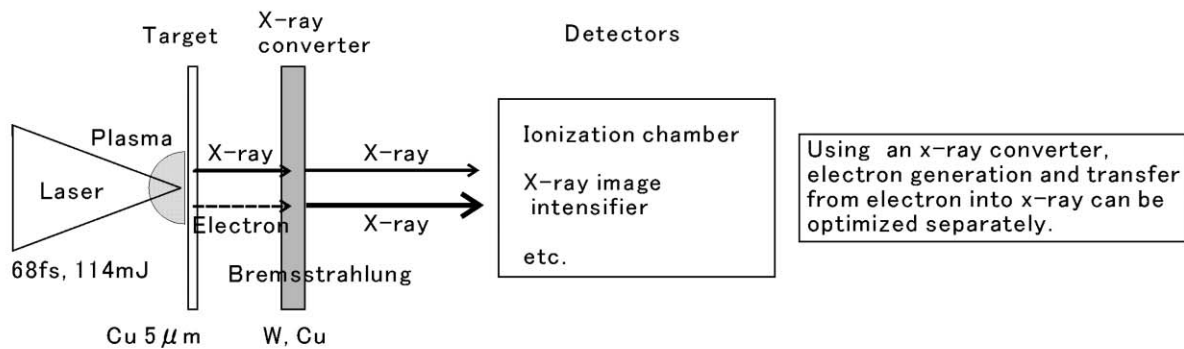 Target
X-ray
converter
Detectors
Plasma
Laser
X-ray
Electron
X-ray
X-ray
Bremsstrahlung
68fs, 114mJ
Cu 5μm
W, Cu
Ionization chamber
X-ray image
intensifier
etc.
Using an x-ray converter,
electron generation and transfer
from electron into x-ray can be
optimized separately.